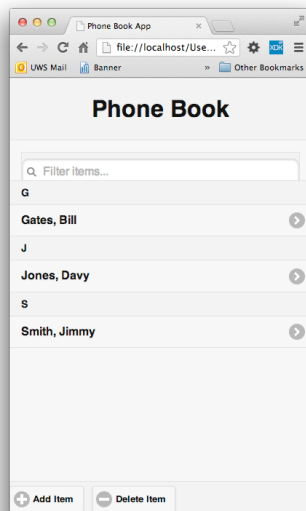 Phone Book App
file://localhost/Use...
XDK
UWS Mail Banner » Other Bookmarks
Phone Book
Filter items...
G
Gates, Bill
J
Jones, Davy
S
Smith, Jimmy
Add Item Delete Item